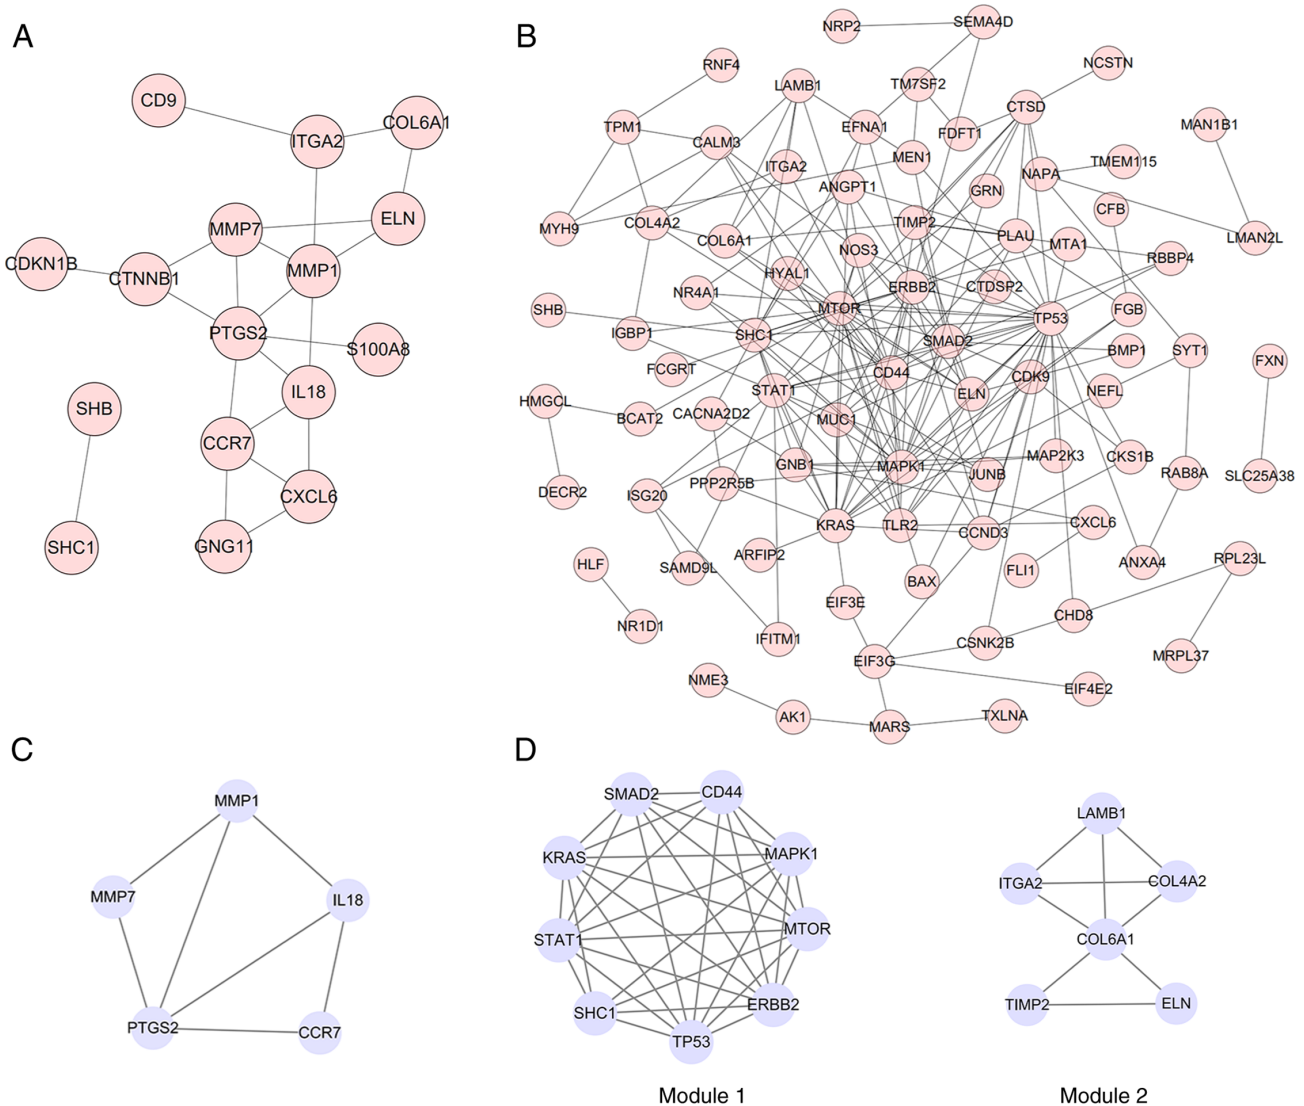 A
CD9
COL6A1
ITGA2
MMP7
ELN
CDKN1B
CTNNB1
MMP1
PTGS2
S100A8
IL18
SHB
CCR7
CXCL6
SHC1
GNG11
B
NRP2
SEMA4D
RNF4
NCSTN
LAMB1
TM7SF2
CTSD
TPM1
EFNA1
FDFT1
MAN1B1
CALM3
MEN1
ITGA2
TMEM115
NAPA
ANGPT1
GRN
CFB
MYH9
COL4A2
TIMP2
COL6A1
PLAU
MTA1
LMAN2L
NOS3
RBBP4
HYAL1
NR4A1
ERBB2
CTDSP2
SHB
MTOR
TP53
FGB
IGBP1
SHC1
SMAD2
BMP1
SYT1
FXN
FCGRT
CD44
CDK9
STAT1
ELN
NEFL
HMGCL
BCAT2
CACNA2D2
MUC1
GNB1
MAPK1
MAP2K3
CKS1B
JUNB
RAB8A
SLC25A38
DECR2
ISG20
PPP2R5B
KRAS
TLR2
CCND3
CXCL6
ARFIP2
SAMD9L
HLF
BAX
FLI1
ANXA4
RPL23L
EIF3E
NR1D1
IFITM1
CHD8
CSNK2B
MRPL37
EIF3G
NME3
EIF4E2
AK1
MARS
TXLNA
C
MMP1
MMP7
IL18
PTGS2
CCR7
D
SMAD2
CD44
KRAS
MAPK1
STAT1
MTOR
SHC1
ERBB2
TP53
Module 1
LAMB1
ITGA2
COL4A2
COL6A1
TIMP2
ELN
Module 2